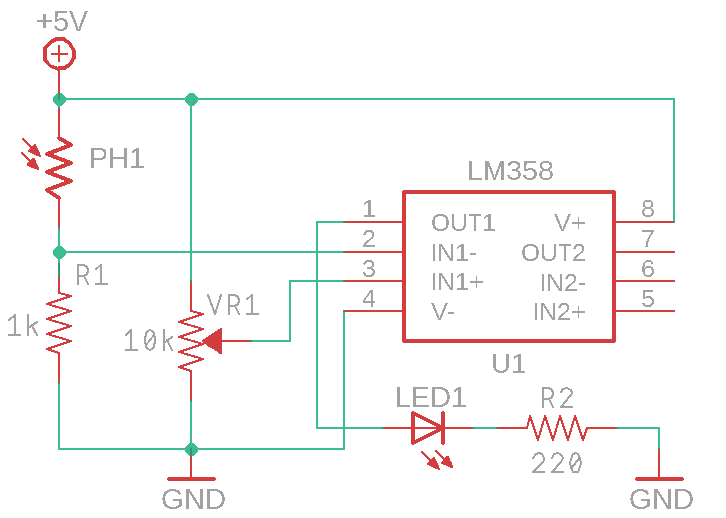 +5V
PH1
LM358
1 OUT1 V+ 8
2 IN1- OUT2 7
3 IN1+ IN2- 6
4 V- IN2+ 5
R1
1k
VR1
10k
U1
LED1
R2
220
GND
GND